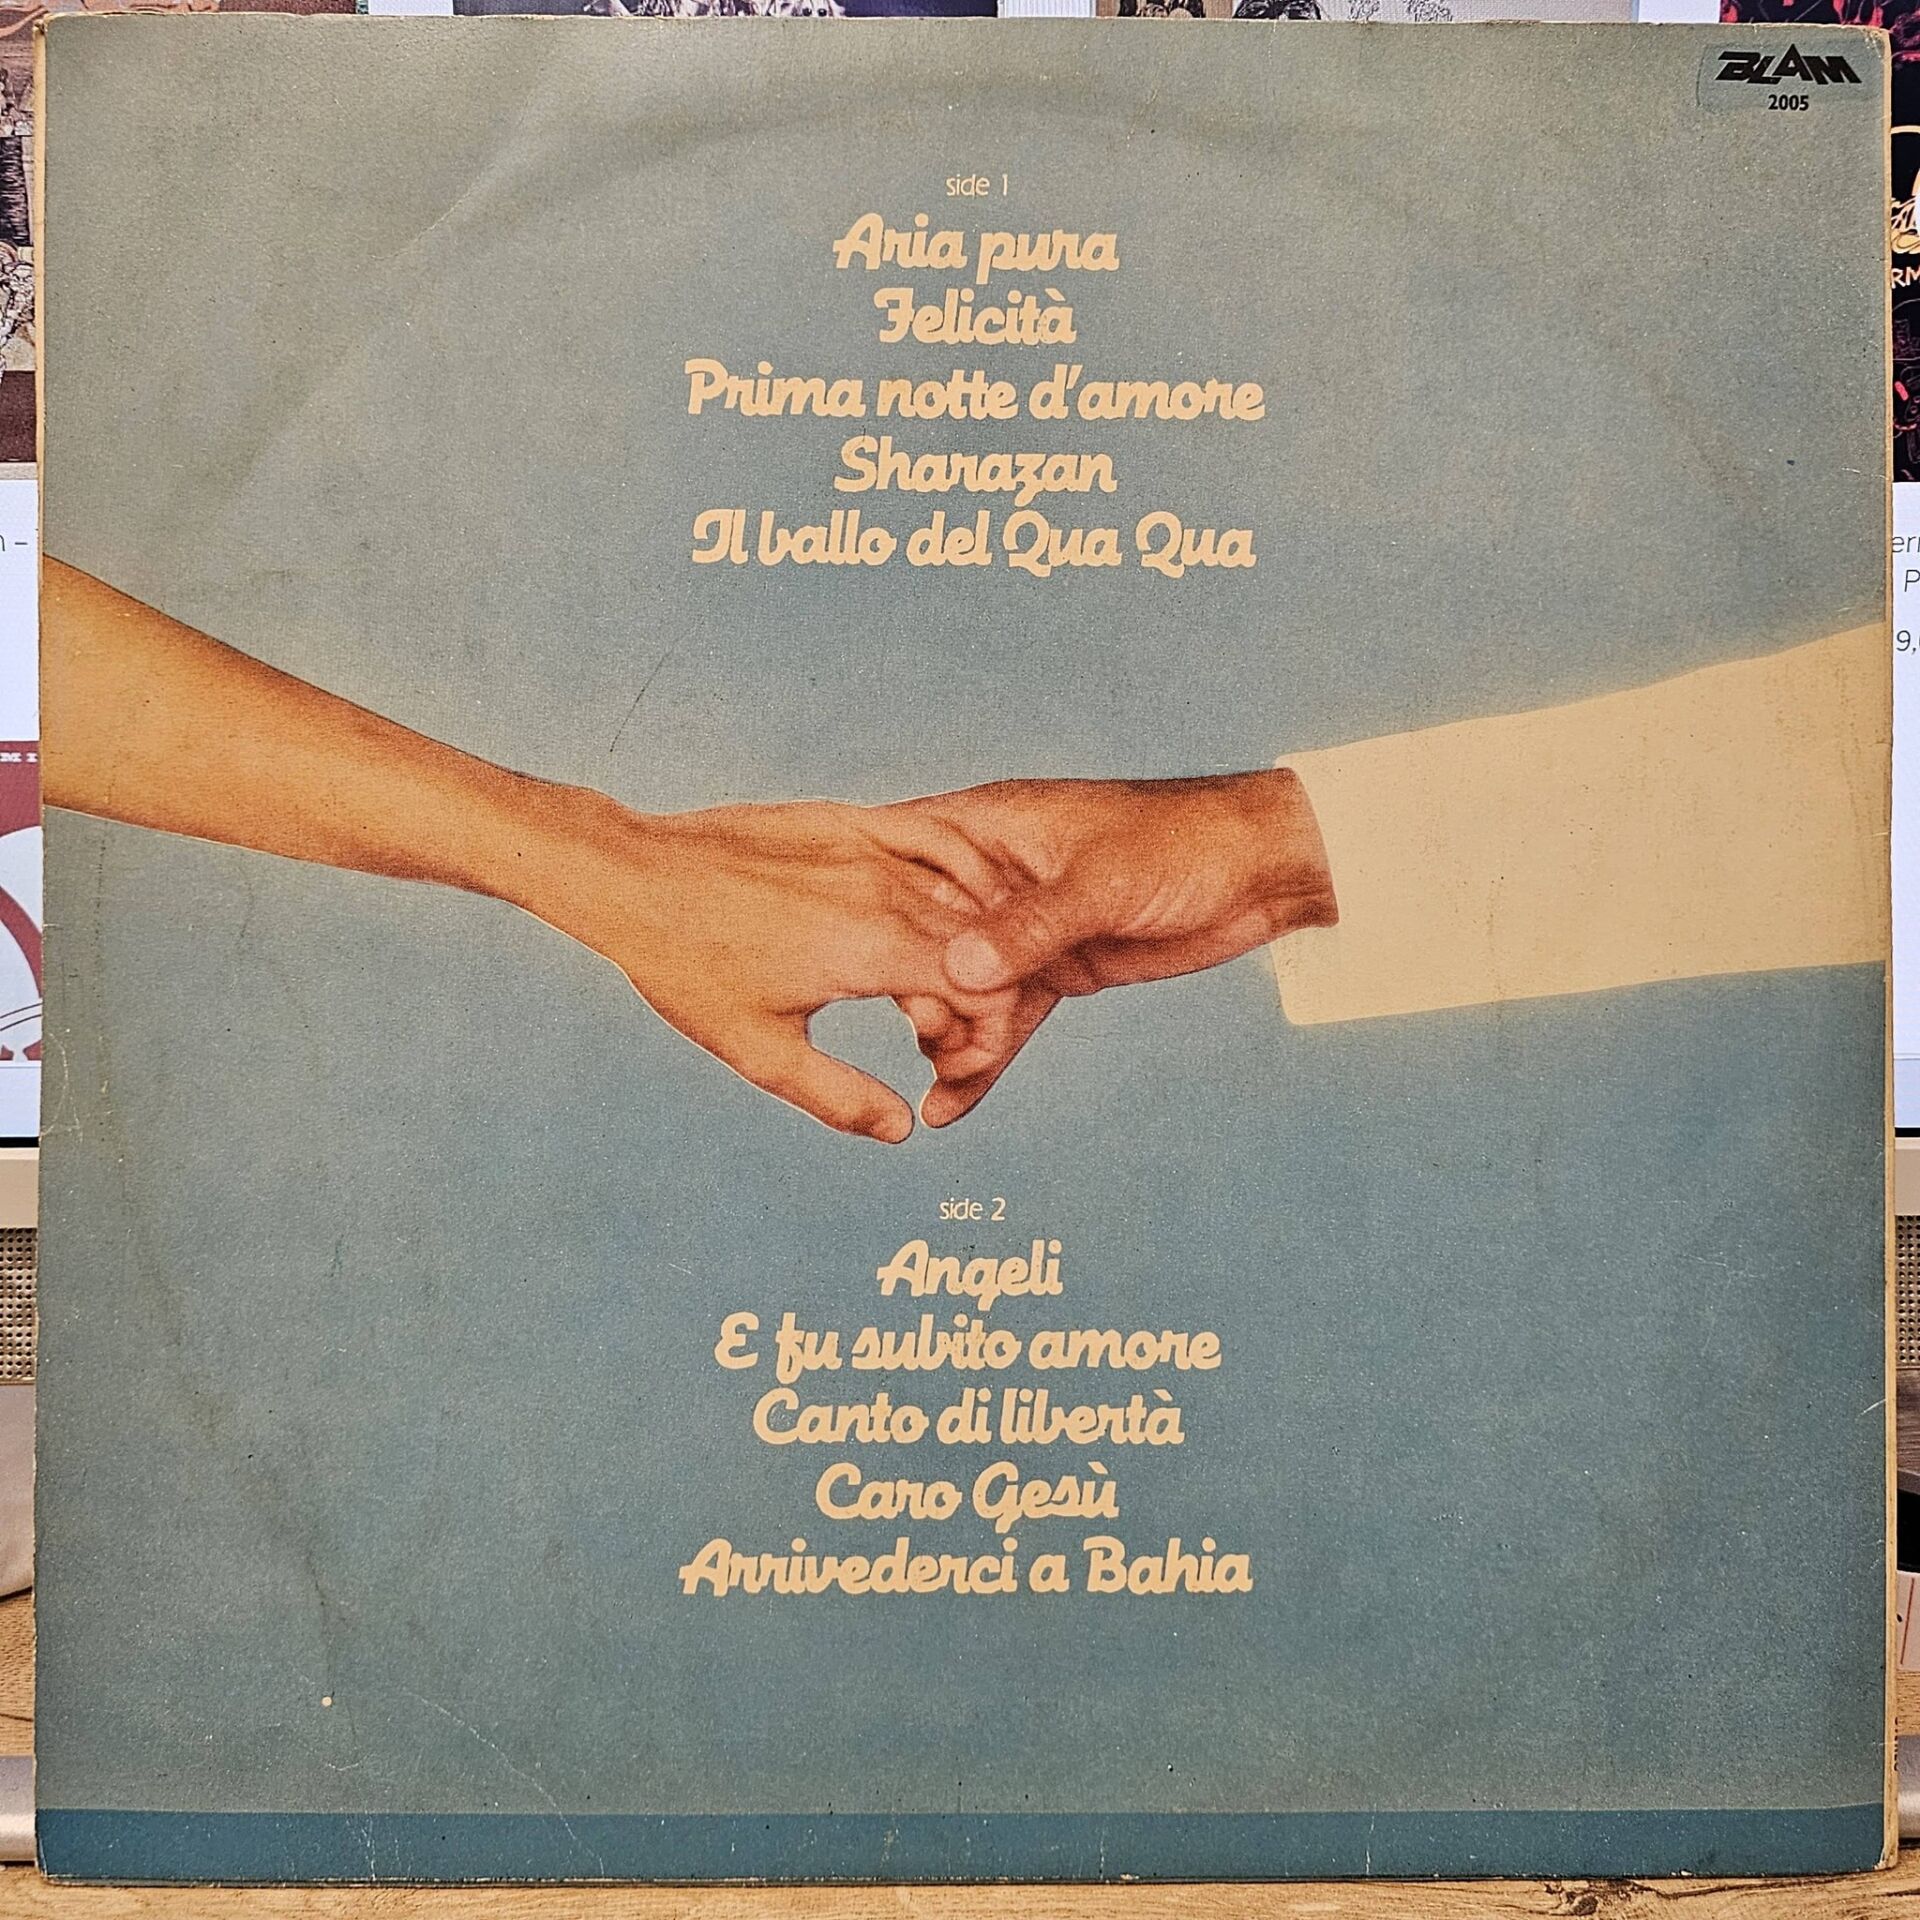 BLAM
2005
side 1
Aria pura
Felicità
Prima notte d'amore
Sharazan
Il ballo del Qua Qua
side 2
Angeli
E fu subito amore
Canto di libertà
Caro Gesù
Arrivederci a Bahia